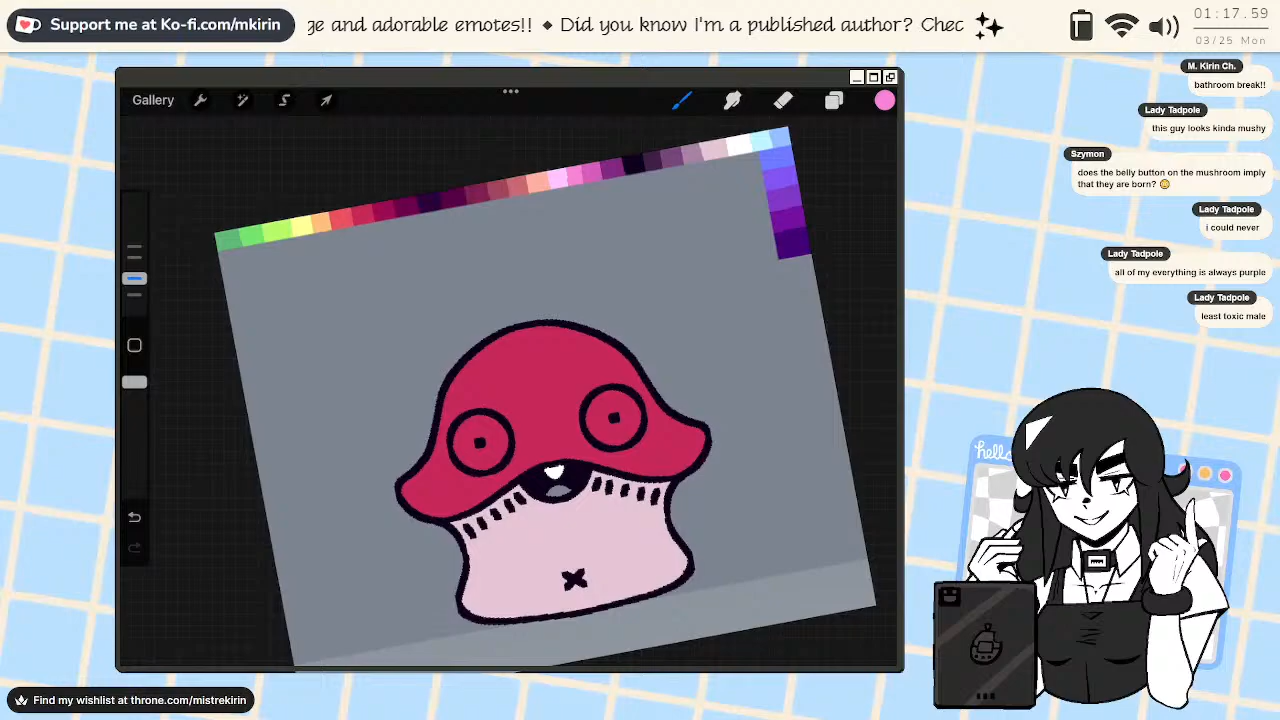 Support me at Ko-fi.com/mkirin
ge and adorable emotes!! ◆ Did you know I'm a published author? Chec
01:17.59
03/25 Mon
Gallery
M. Kirin Ch.
bathroom break!!
Lady Tadpole
this guy looks kinda mushy
Szymon
does the belly button on the mushroom imply
that they are born? 😳
Lady Tadpole
i could never
Lady Tadpole
all of my everything is always purple
Lady Tadpole
least toxic male
hello
Find my wishlist at throne.com/mistrekirin